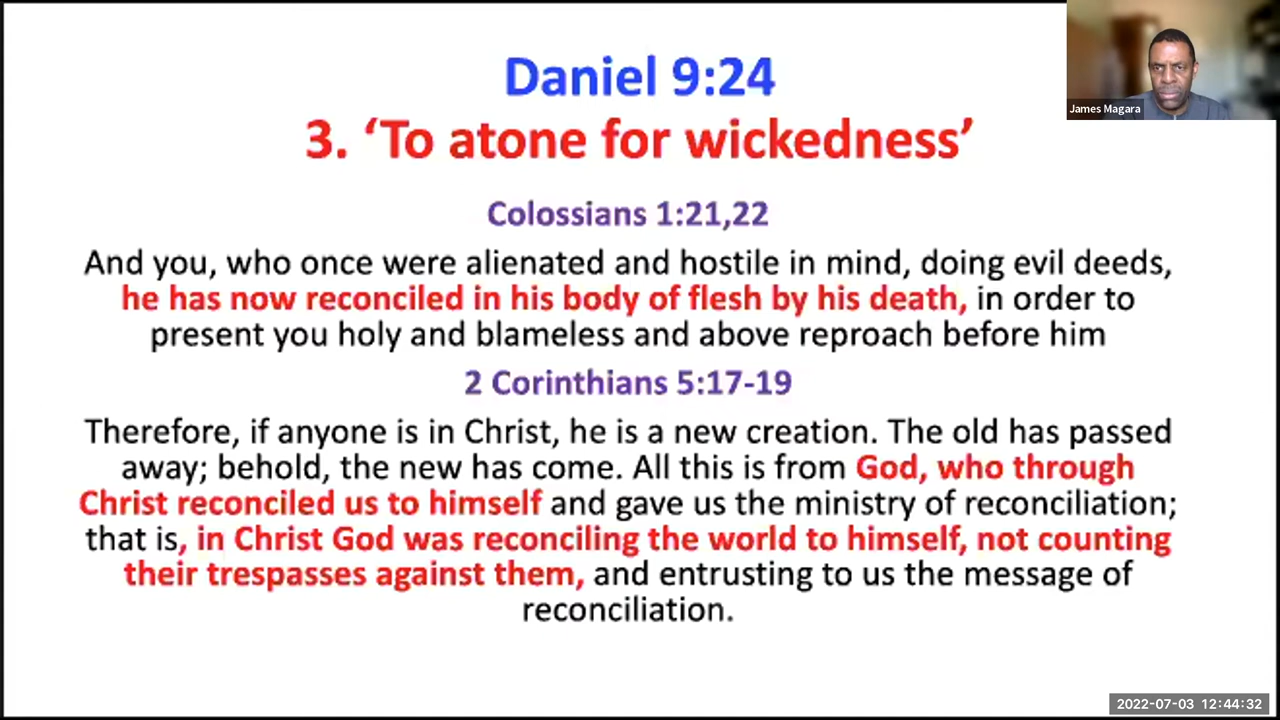 Daniel 9:24
3. ‘To atone for wickedness’
James Magara
Colossians 1:21,22
And you, who once were alienated and hostile in mind, doing evil deeds,
he has now reconciled in his body of flesh by his death, in order to
present you holy and blameless and above reproach before him
2 Corinthians 5:17-19
Therefore, if anyone is in Christ, he is a new creation. The old has passed
away; behold, the new has come. All this is from God, who through
Christ reconciled us to himself and gave us the ministry of reconciliation;
that is, in Christ God was reconciling the world to himself, not counting
their trespasses against them, and entrusting to us the message of
reconciliation.
2022-07-03 12:44:32